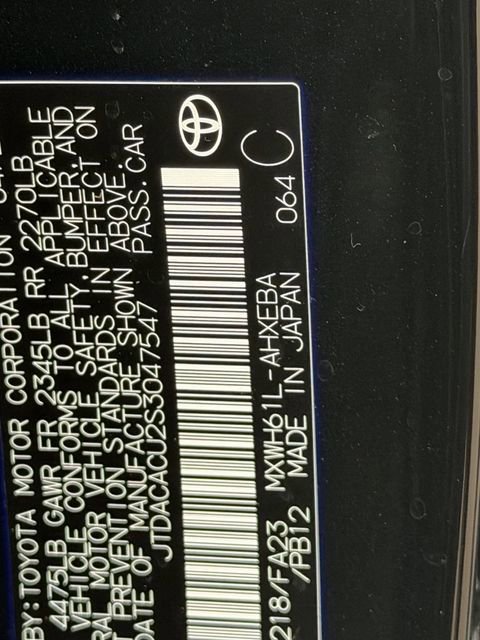 BY: TOYOTA MOTOR CORPORATION
4475LB GAWR FR 2345LB RR 2270LB
VEHICLE CONFORMS TO ALL APPLICABLE
RAL MOTOR VEHICLE SAFETY, BUMPER, AND
T PREVENTION STANDARDS IN EFFECT ON
DATE OF MANUFACTURE SHOWN ABOVE.
JTDACACU2S3047547 PASS. CAR
218/FA23 MXWH61L-AHXEBA 064 C
/PB12 MADE IN JAPAN